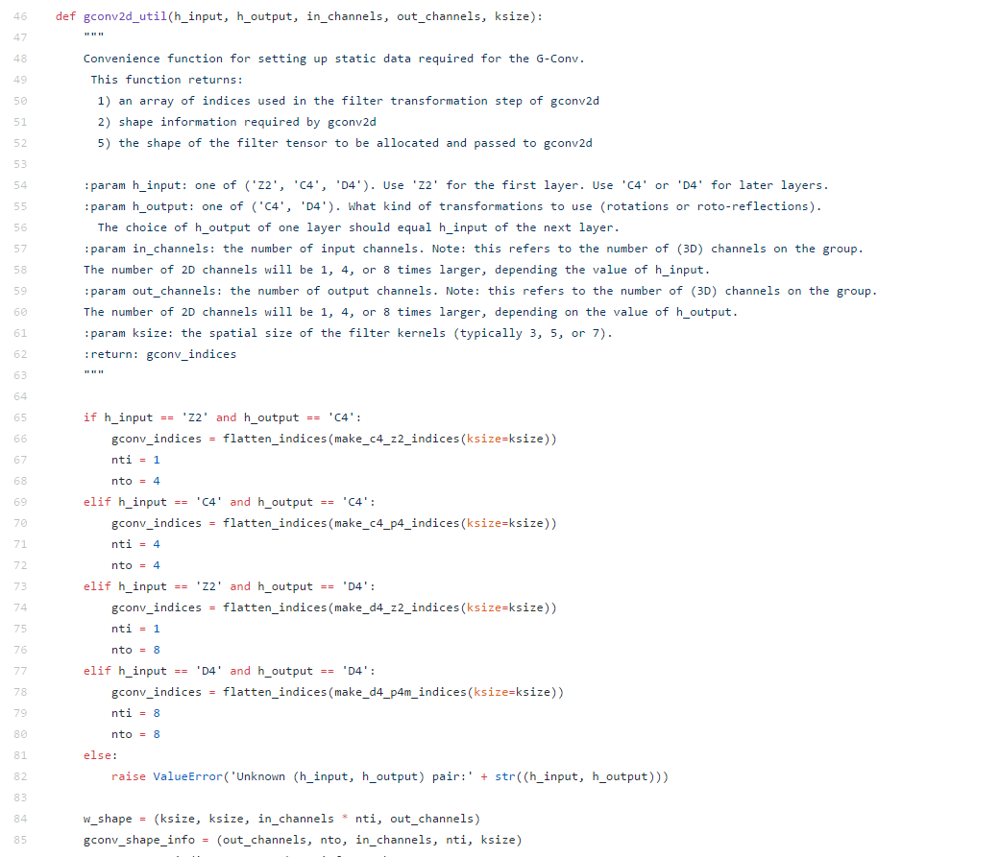 46 def gconv2d_util(h_input, h_output, in_channels, out_channels, ksize):
47 """
48 Convenience function for setting up static data required for the G-Conv.
49 This function returns:
50 1) an array of indices used in the filter transformation step of gconv2d
51 2) shape information required by gconv2d
52 5) the shape of the filter tensor to be allocated and passed to gconv2d
53
54 :param h_input: one of ('Z2', 'C4', 'D4'). Use 'Z2' for the first layer. Use 'C4' or 'D4' for later layers.
55 :param h_output: one of ('C4', 'D4'). What kind of transformations to use (rotations or roto-reflections).
56 The choice of h_output of one layer should equal h_input of the next layer.
57 :param in_channels: the number of input channels. Note: this refers to the number of (3D) channels on the group.
58 The number of 2D channels will be 1, 4, or 8 times larger, depending the value of h_input.
59 :param out_channels: the number of output channels. Note: this refers to the number of (3D) channels on the group.
60 The number of 2D channels will be 1, 4, or 8 times larger, depending on the value of h_output.
61 :param ksize: the spatial size of the filter kernels (typically 3, 5, or 7).
62 :return: gconv_indices
63 """
64
65 if h_input == 'Z2' and h_output == 'C4':
66 gconv_indices = flatten_indices(make_c4_z2_indices(ksize=ksize))
67 nti = 1
68 nto = 4
69 elif h_input == 'C4' and h_output == 'C4':
70 gconv_indices = flatten_indices(make_c4_p4_indices(ksize=ksize))
71 nti = 4
72 nto = 4
73 elif h_input == 'Z2' and h_output == 'D4':
74 gconv_indices = flatten_indices(make_d4_z2_indices(ksize=ksize))
75 nti = 1
76 nto = 8
77 elif h_input == 'D4' and h_output == 'D4':
78 gconv_indices = flatten_indices(make_d4_p4m_indices(ksize=ksize))
79 nti = 8
80 nto = 8
81 else:
82 raise ValueError('Unknown (h_input, h_output) pair:' + str((h_input, h_output)))
83
84 w_shape = (ksize, ksize, in_channels * nti, out_channels)
85 gconv_shape_info = (out_channels, nto, in_channels, nti, ksize)